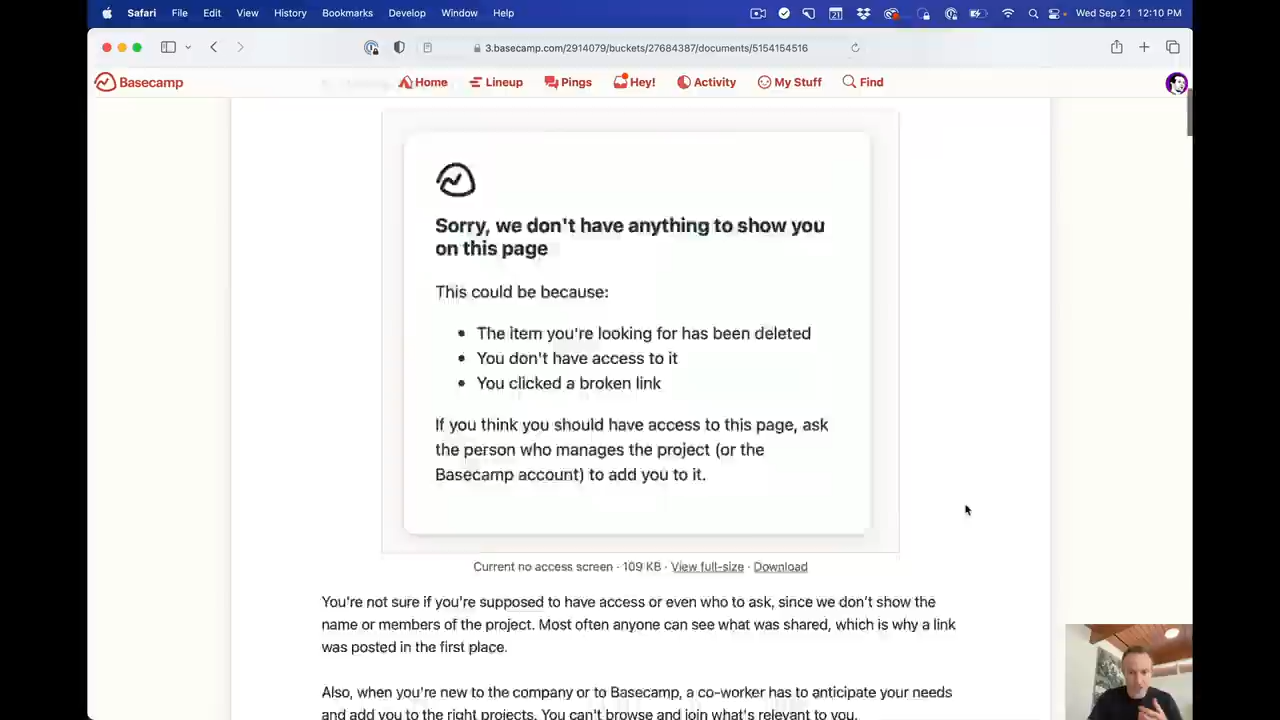 Safari File Edit View History Bookmarks Develop Window Help 21 Wed Sep 21 12:10 PM
3.basecamp.com/2914079/buckets/27684387/documents/5154154516
Basecamp Home Lineup Pings Hey! Activity My Stuff Find
Sorry, we don't have anything to show you
on this page
This could be because:
• The item you're looking for has been deleted
• You don't have access to it
• You clicked a broken link
If you think you should have access to this page, ask
the person who manages the project (or the
Basecamp account) to add you to it.
Current no access screen · 109 KB · View full-size · Download
You're not sure if you're supposed to have access or even who to ask, since we don't show the
name or members of the project. Most often anyone can see what was shared, which is why a link
was posted in the first place.
Also, when you're new to the company or to Basecamp, a co-worker has to anticipate your needs
and add you to the right projects. You can't browse and join what's relevant to you.